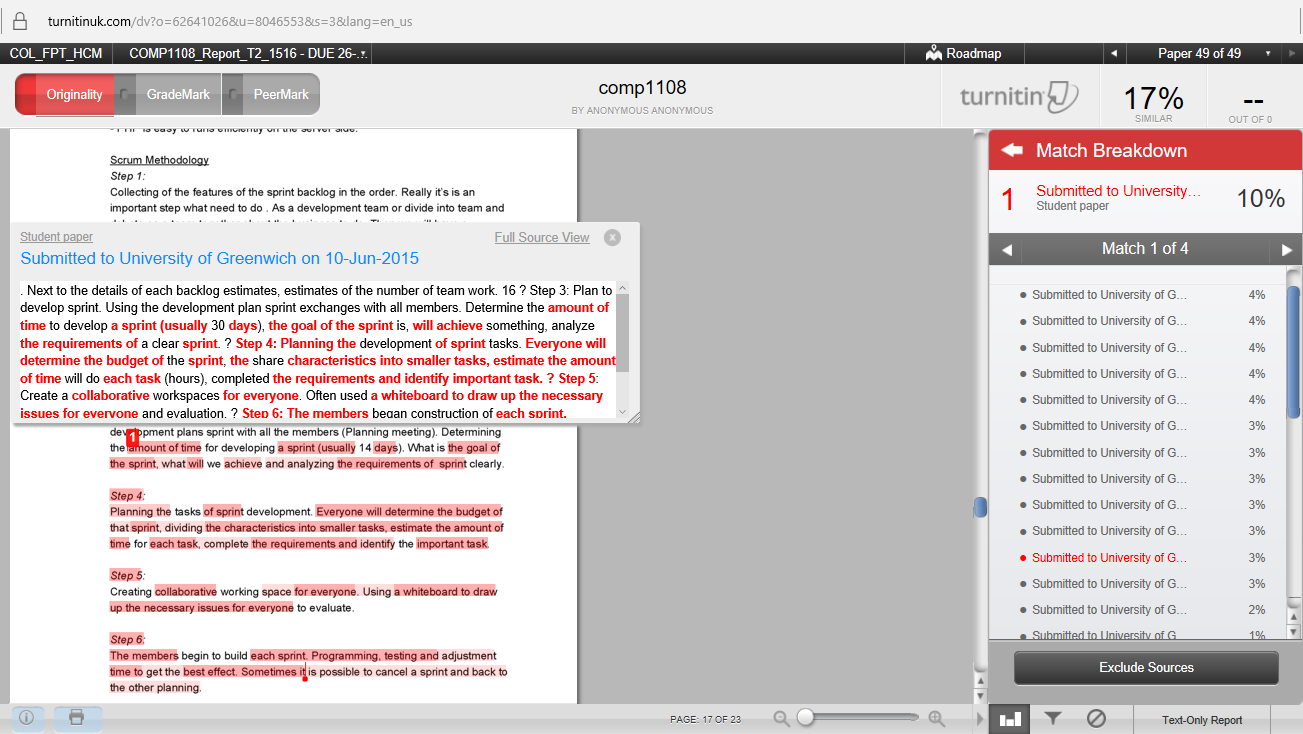 turnitinuk.com/dv?o=62641026&u=8046553&s=3&lang=en_us
COL_FPT_HCM COMP1108_Report_T2_1516 - DUE 26-.. Roadmap Paper 49 of 49
Originality GradeMark PeerMark
comp1108
BY ANONYMOUS ANONYMOUS
turnitin
17%
SIMILAR
--
OUT OF 0
- PHP is easy to runs efficiently on the server side.
Scrum Methodology
Step 1:
Collecting of the features of the sprint backlog in the order. Really it's is an
important step what need to do . As a development team or divide into team and
Student paper Full Source View
Submitted to University of Greenwich on 10-Jun-2015
. Next to the details of each backlog estimates, estimates of the number of team work. 16 ? Step 3: Plan to
develop sprint. Using the development plan sprint exchanges with all members. Determine the amount of
time to develop a sprint (usually 30 days), the goal of the sprint is, will achieve something, analyze
the requirements of a clear sprint. ? Step 4: Planning the development of sprint tasks. Everyone will
determine the budget of the sprint, the share characteristics into smaller tasks, estimate the amount
of time will do each task (hours), completed the requirements and identify important task. ? Step 5:
Create a collaborative workspaces for everyone. Often used a whiteboard to draw up the necessary
issues for everyone and evaluation. ? Step 6: The members began construction of each sprint.
development plans sprint with all the members (Planning meeting). Determining
1
the amount of time for developing a sprint (usually 14 days). What is the goal of
the sprint, what will we achieve and analyzing the requirements of sprint clearly.
Step 4:
Planning the tasks of sprint development. Everyone will determine the budget of
that sprint, dividing the characteristics into smaller tasks, estimate the amount of
time for each task, complete the requirements and identify the important task.
Step 5:
Creating collaborative working space for everyone. Using a whiteboard to draw
up the necessary issues for everyone to evaluate.
Step 6:
The members begin to build each sprint. Programming, testing and adjustment
time to get the best effect. Sometimes it is possible to cancel a sprint and back to
the other planning.
Match Breakdown
1 Submitted to University... 10%
Student paper
Match 1 of 4
Submitted to University of G... 4%
Submitted to University of G... 4%
Submitted to University of G... 4%
Submitted to University of G... 4%
Submitted to University of G... 4%
Submitted to University of G... 3%
Submitted to University of G... 3%
Submitted to University of G... 3%
Submitted to University of G... 3%
Submitted to University of G... 3%
Submitted to University of G... 3%
Submitted to University of G... 3%
Submitted to University of G... 2%
Submitted to University of G... 1%
Exclude Sources
PAGE: 17 OF 23
Text-Only Report